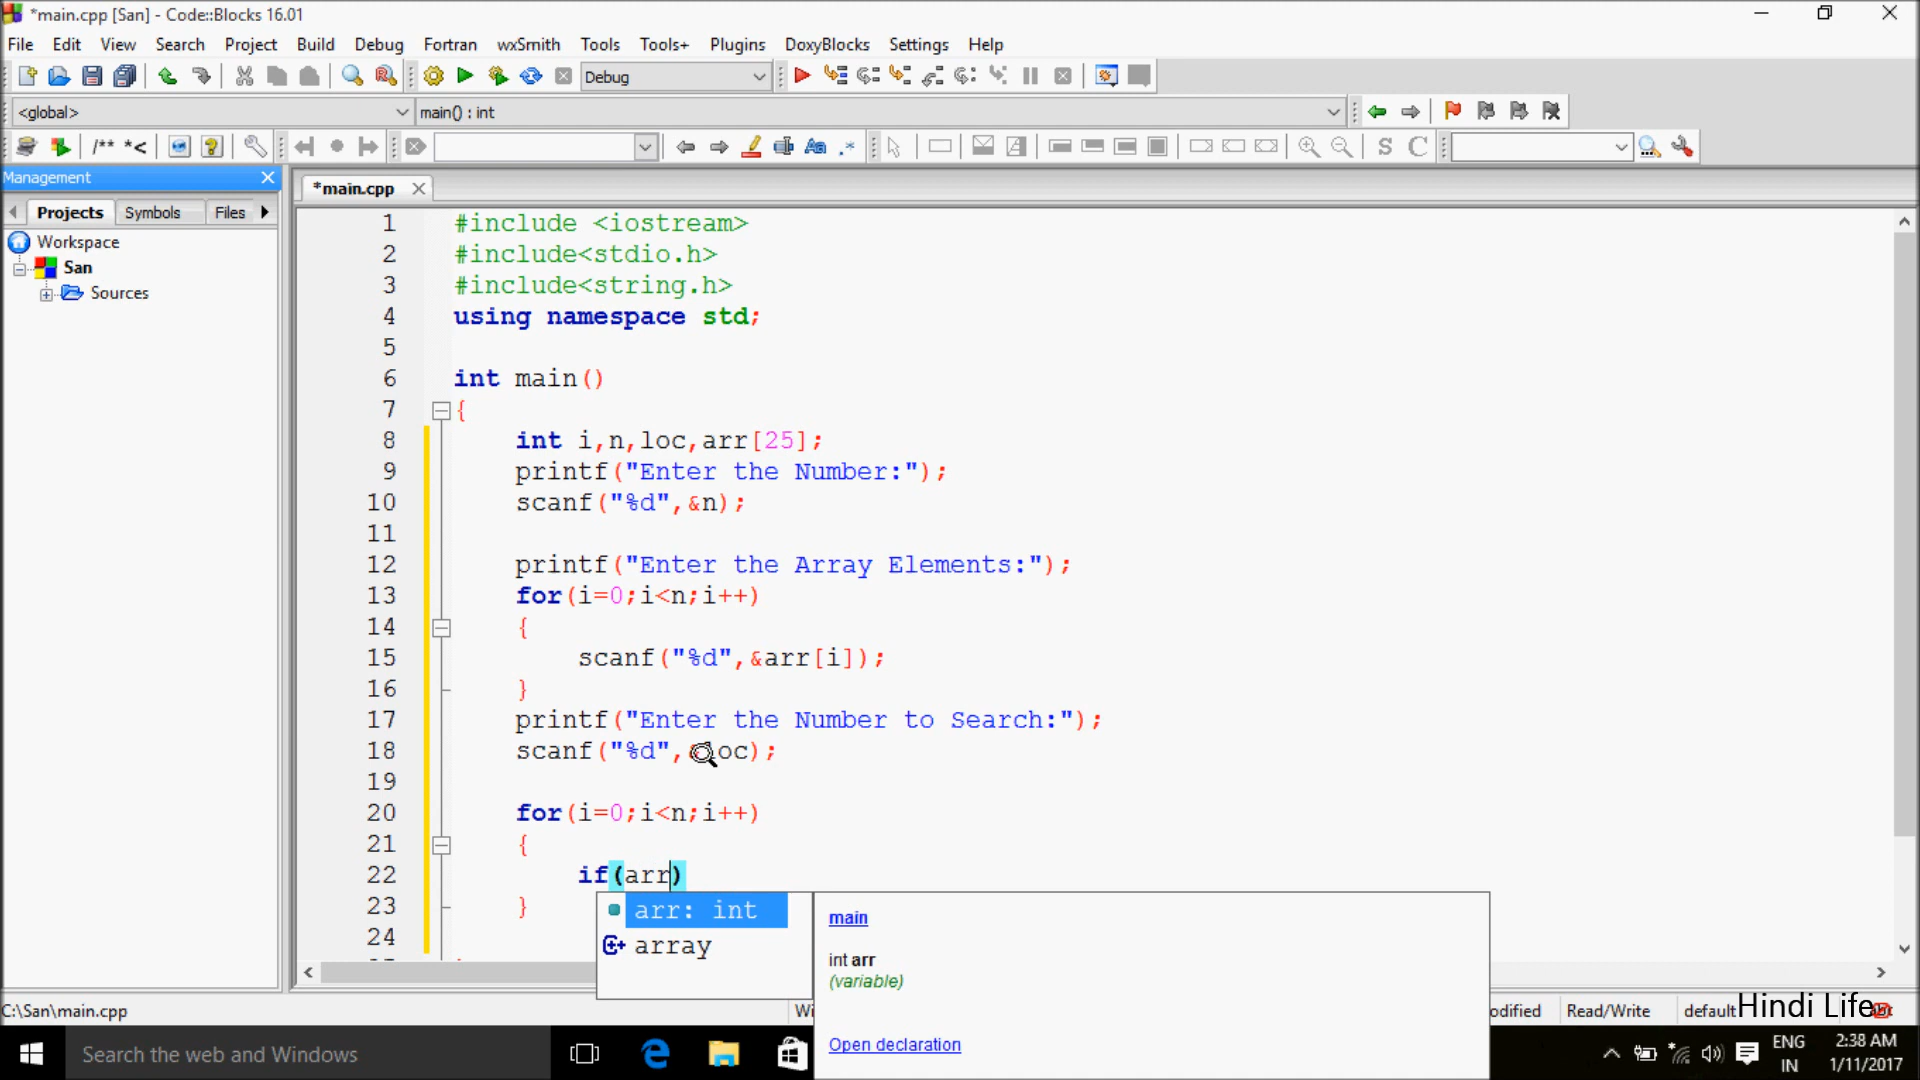 *main.cpp [San] - Code::Blocks 16.01
File Edit View Search Project Build Debug Fortran wxSmith Tools Tools+ Plugins DoxyBlocks Settings Help
Debug
<global> main() : int
/** *<
S C
Management
*main.cpp
Projects Symbols Files
Workspace
San
Sources
1 #include <iostream>
2 #include<stdio.h>
3 #include<string.h>
4 using namespace std;
5
6 int main()
7 {
8 int i,n,loc,arr[25];
9 printf("Enter the Number:");
10 scanf("%d",&n);
11
12 printf("Enter the Array Elements:");
13 for(i=0;i<n;i++)
14 {
15 scanf("%d",&arr[i]);
16 }
17 printf("Enter the Number to Search:");
18 scanf("%d",&loc);
19
20 for(i=0;i<n;i++)
21 {
22 if(arr)
23 }
24
arr: int
array
main
int arr
(variable)
Open declaration
C:\San\main.cpp
Wi
odified Read/Write default
Hindi Life
Search the web and Windows
ENG
IN
2:38 AM
1/11/2017